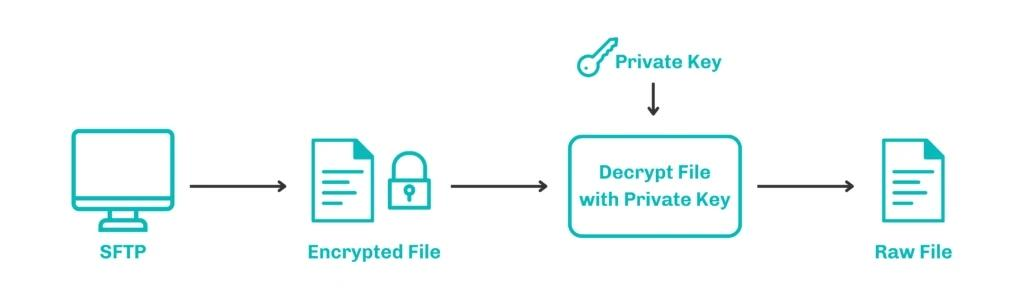 Private Key
Decrypt File
with Private Key
SFTP
Encrypted File
Raw File